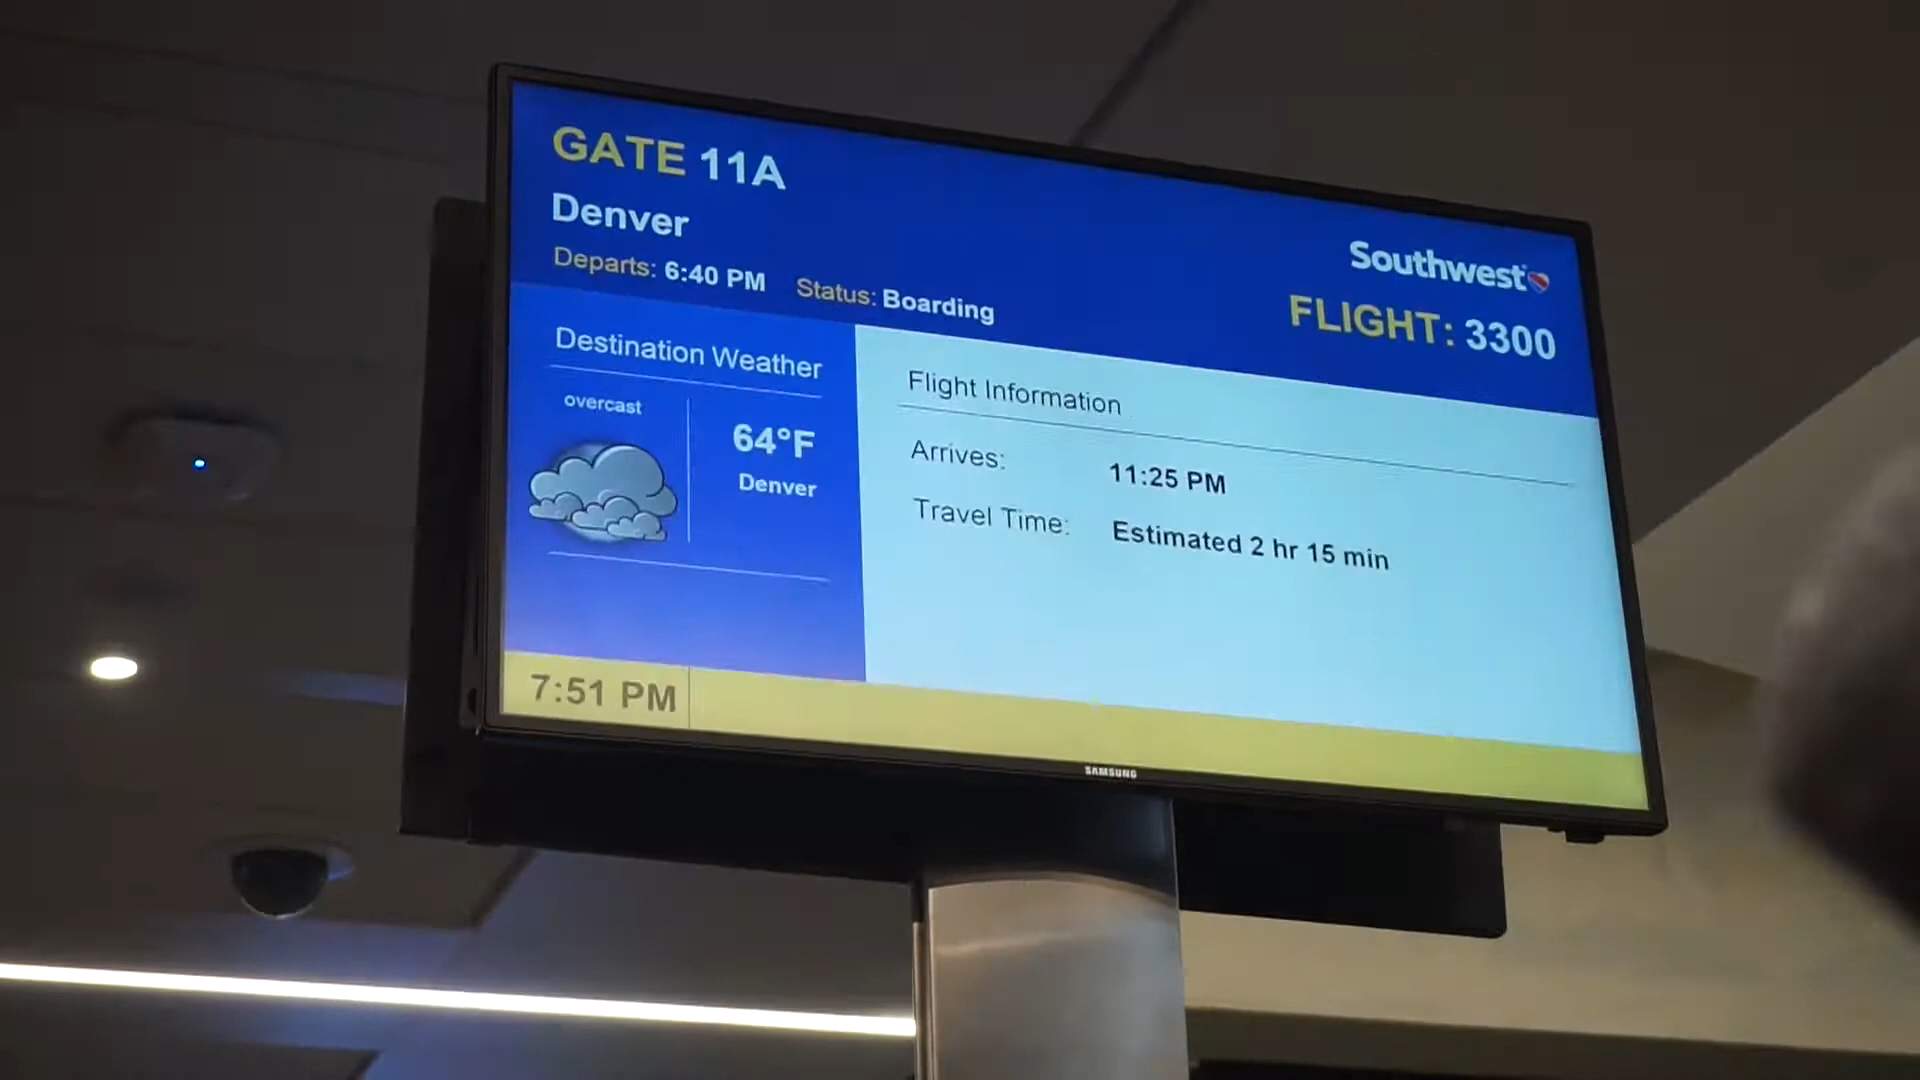 GATE 11A
Denver
Departs: 6:40 PM Status: Boarding
Southwest
FLIGHT: 3300
Destination Weather
overcast
64°F
Denver
Flight Information
Arrives: 11:25 PM
Travel Time: Estimated 2 hr 15 min
7:51 PM
SAMSUNG